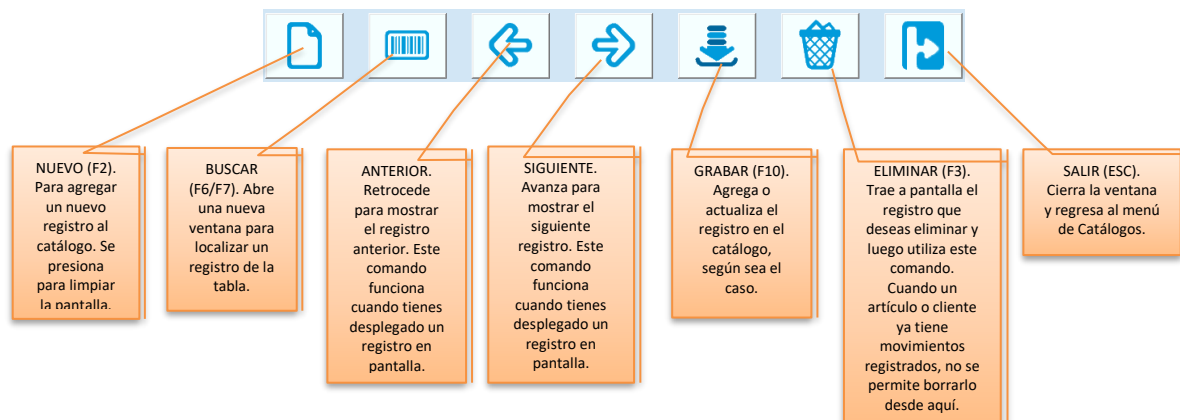 NUEVO (F2).
Para agregar
un nuevo
registro al
catálogo. Se
presiona
para limpiar
la pantalla.
BUSCAR
(F6/F7). Abre
una nueva
ventana para
localizar un
registro de la
tabla.
ANTERIOR.
Retrocede
para mostrar
el registro
anterior. Este
comando
funciona
cuando tienes
desplegado un
registro en
pantalla.
SIGUIENTE.
Avanza para
mostrar el
siguiente
registro. Este
comando
funciona
cuando tienes
desplegado un
registro en
pantalla.
GRABAR (F10).
Agrega o
actualiza el
registro en el
catálogo,
según sea el
caso.
ELIMINAR (F3).
Trae a pantalla el
registro que
deseas eliminar y
luego utiliza este
comando.
Cuando un
artículo o cliente
ya tiene
movimientos
registrados, no se
permite borrarlo
desde aquí.
SALIR (ESC).
Cierra la ventana
y regresa al menú
de Catálogos.